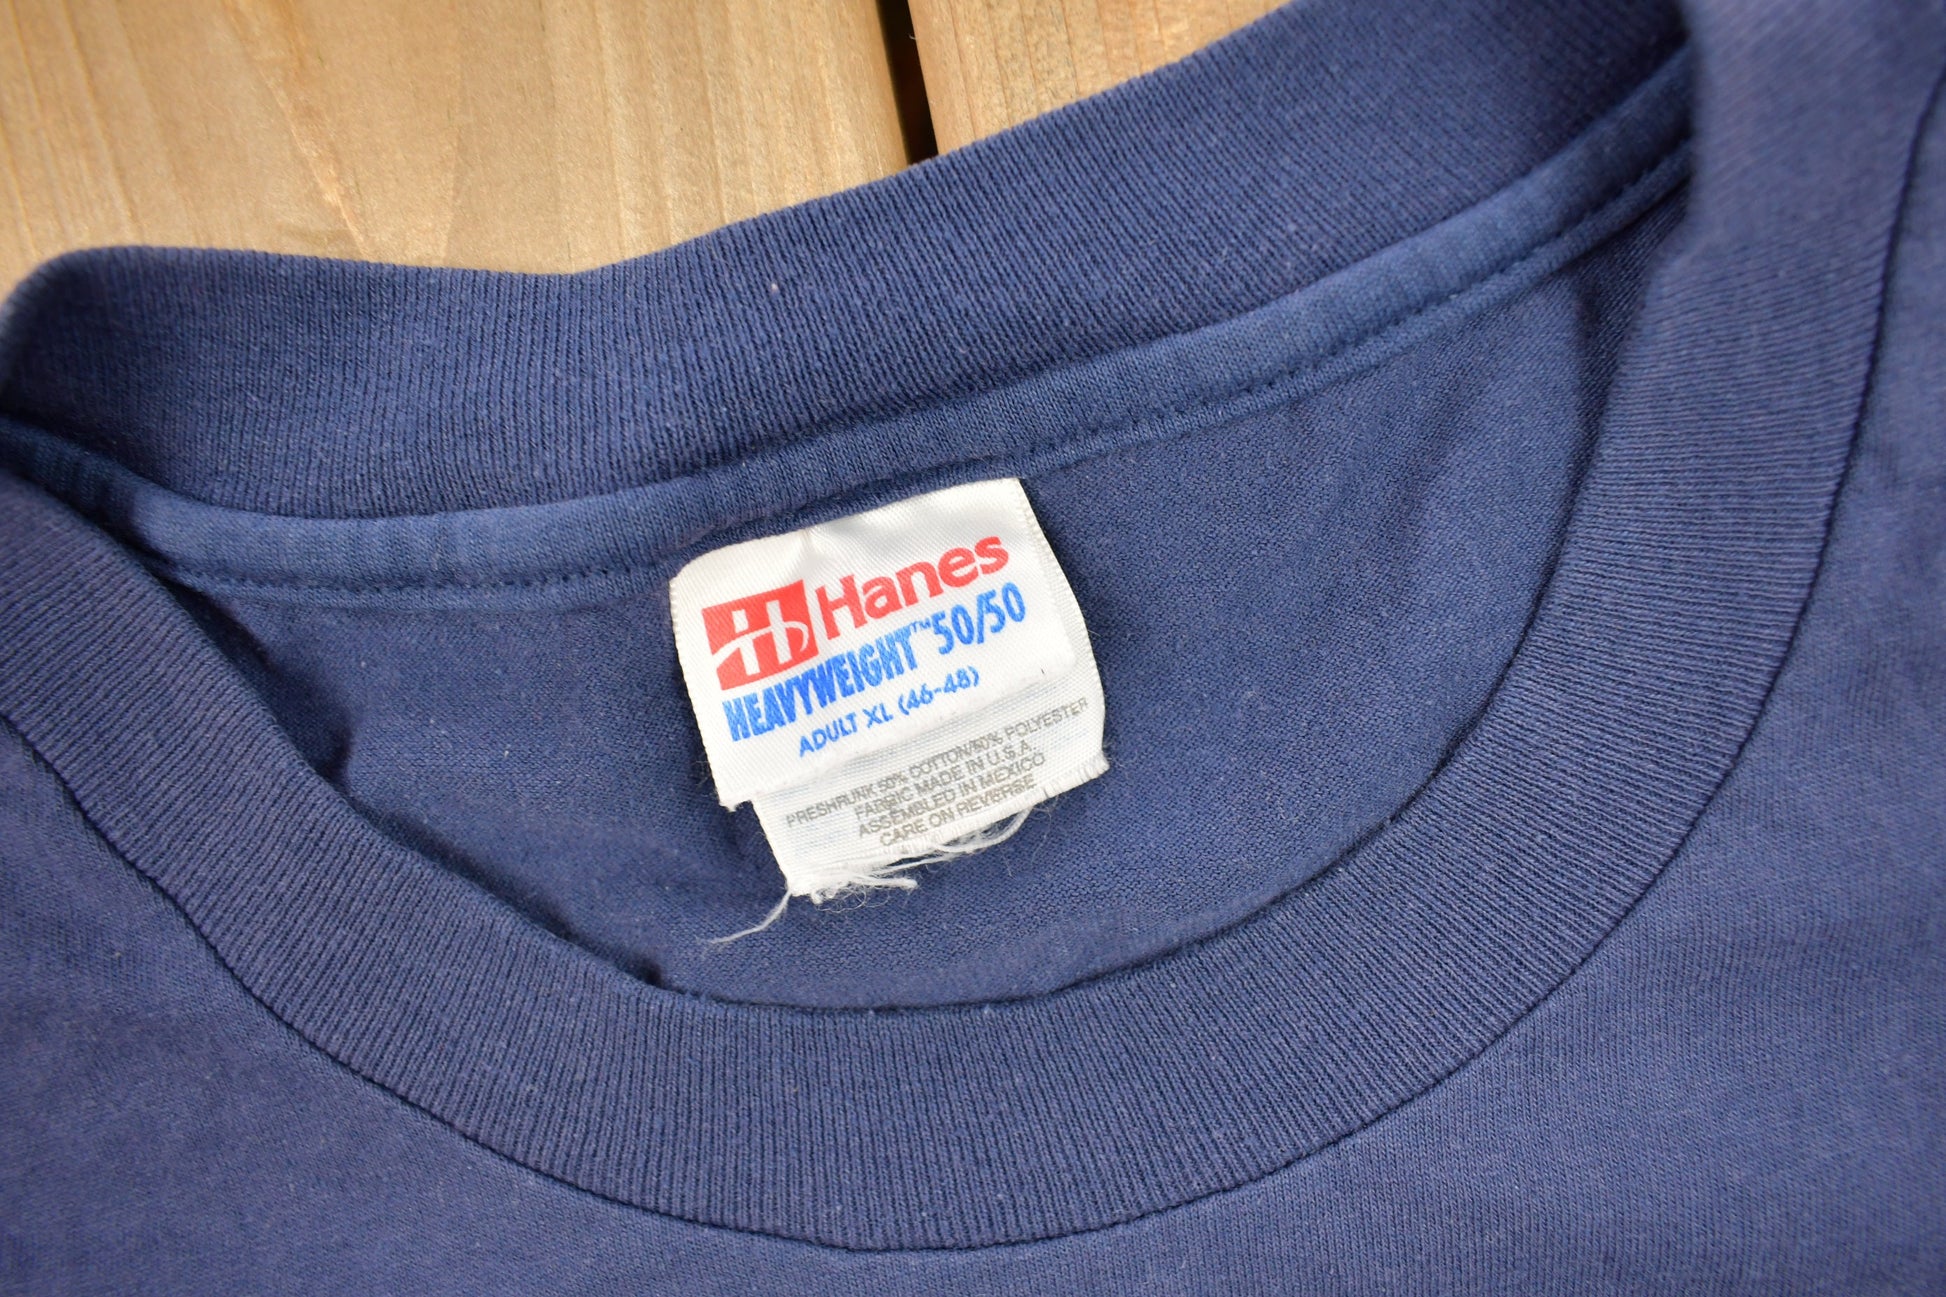 Hanes
HEAVYWEIGHT™ 50/50
ADULT XL (46-48)
PRESHRUNK 50% COTTON/50% POLYESTER
FABRIC MADE IN U.S.A.
ASSEMBLED IN MEXICO
CARE ON REVERSE